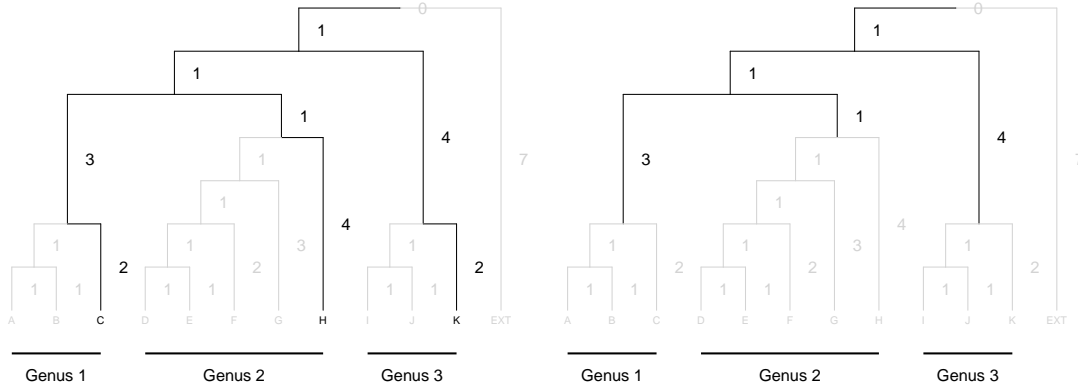 0 0
1 1
1 1
1 1
3 1 4 7 3 1 4 7
1 1
4 4
1 1 3 1 1 1 3 1
2 2 2 2 2 2
1 1 1 1 1 1 1 1 1 1 1 1
A B C D E F G H I J K EXT A B C D E F G H I J K EXT
Genus 1 Genus 2 Genus 3 Genus 1 Genus 2 Genus 3